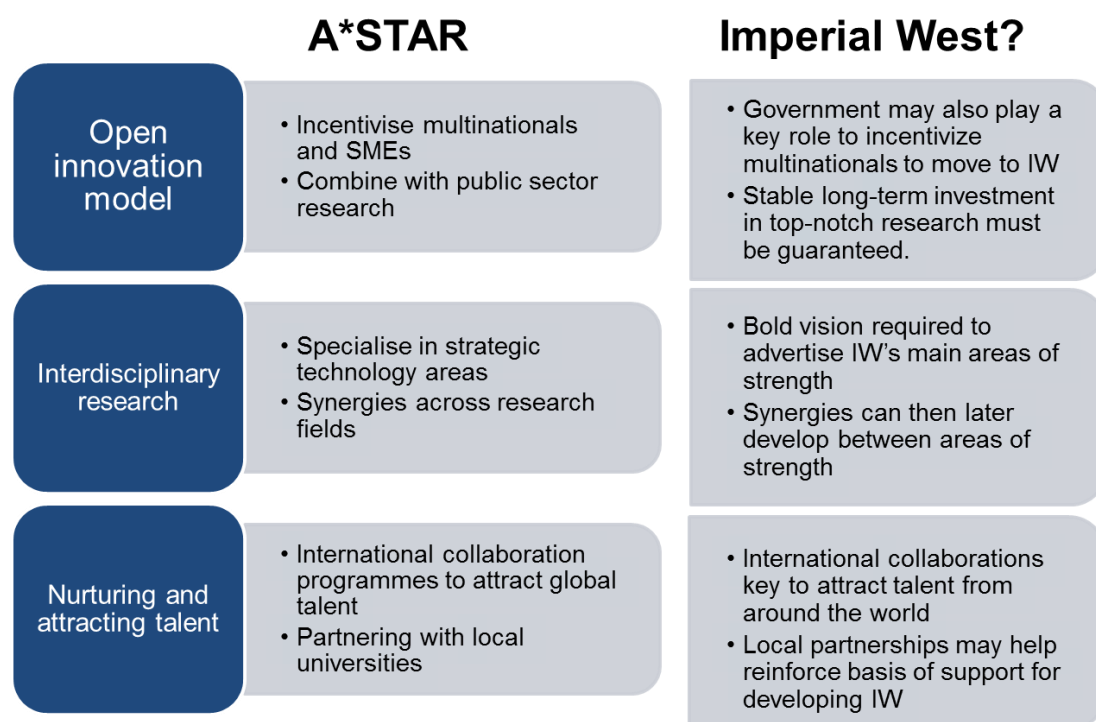 A*STAR
Imperial West?
Open
innovation
model
• Incentivise multinationals
and SMEs
• Combine with public sector
research
• Government may also play a
key role to incentivize
multinationals to move to IW
• Stable long-term investment
in top-notch research must
be guaranteed.
Interdisciplinary
research
• Specialise in strategic
technology areas
• Synergies across research
fields
• Bold vision required to
advertise IW's main areas of
strength
• Synergies can then later
develop between areas of
strength
Nurturing and
attracting talent
• International collaboration
programmes to attract global
talent
• Partnering with local
universities
• International collaborations
key to attract talent from
around the world
• Local partnerships may help
reinforce basis of support for
developing IW